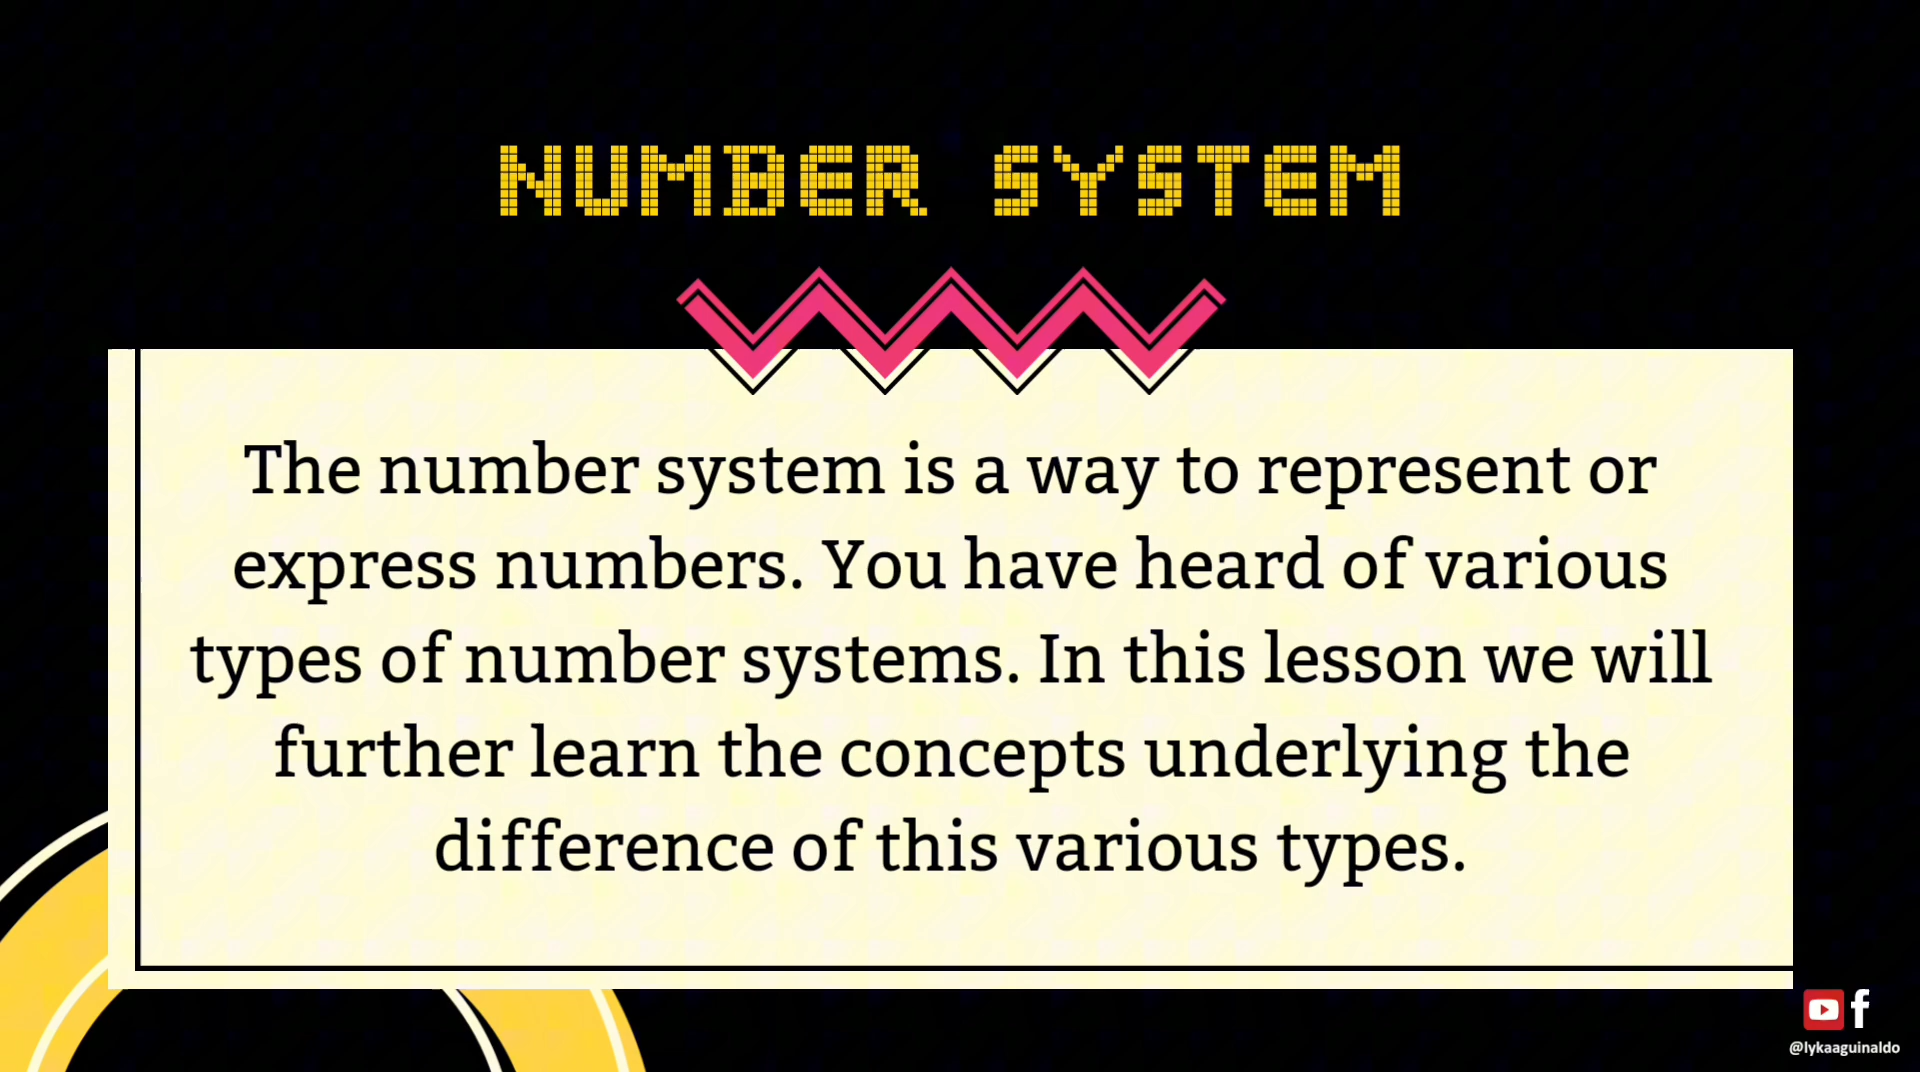 NUMBER SYSTEM
The number system is a way to represent or
express numbers. You have heard of various
types of number systems. In this lesson we will
further learn the concepts underlying the
difference of this various types.
@lykaaguinaldo